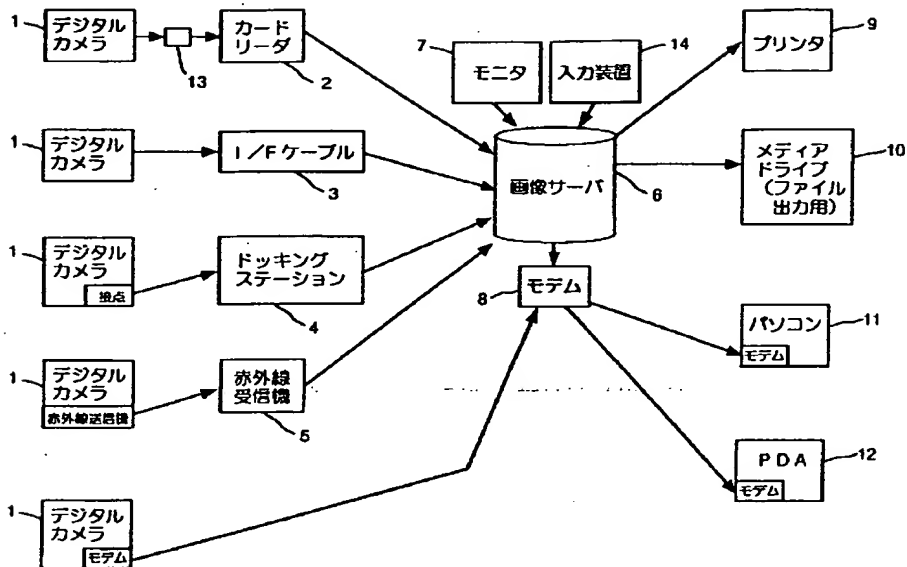 1
デジタル
カメラ
13
カード
リーダ
2
7
モニタ
入力装置
14
プリンタ
9
1
デジタル
カメラ
I/Fケーブル
3
画像サーバ
6
メディア
ドライブ
(ファイル
出力用)
10
1
デジタル
カメラ
接点
ドッキング
ステーション
4
8
モデム
パソコン
モデム
11
1
デジタル
カメラ
赤外線送信機
赤外線
受信機
5
PDA
モデム
12
1
デジタル
カメラ
モデム